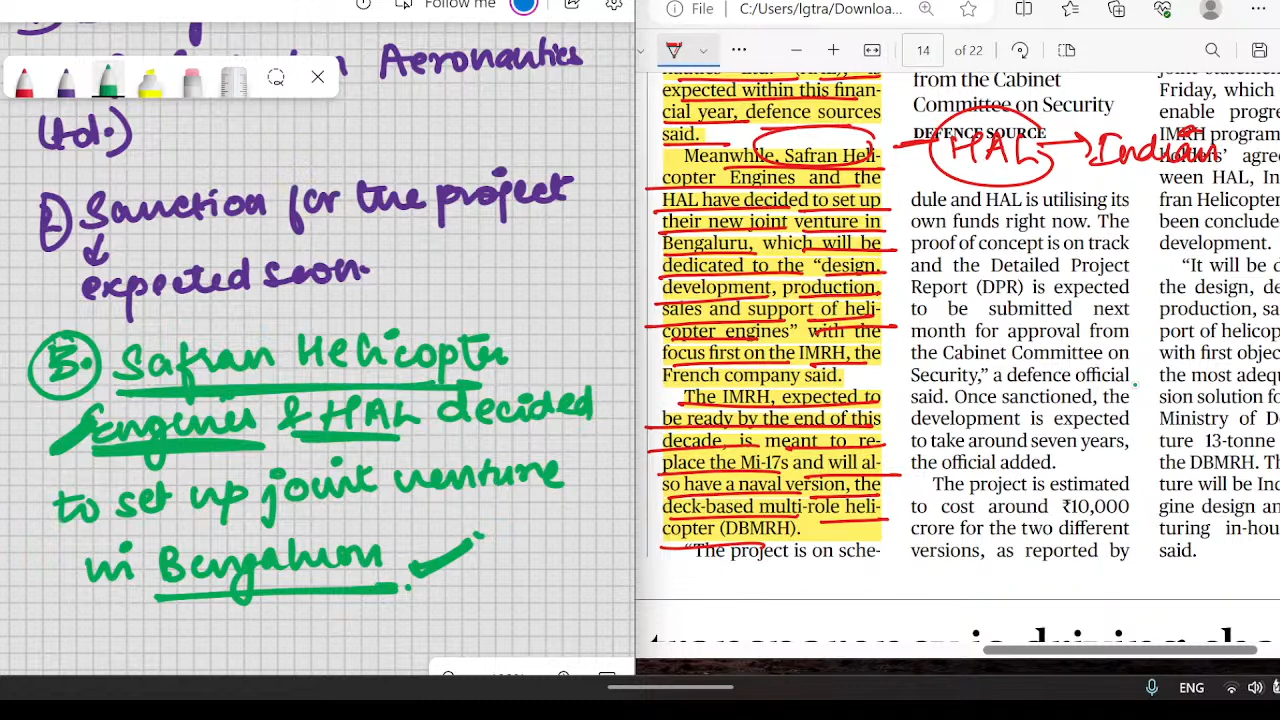 Follow me
Aeronautics
(Ltd.)
Sanction for the project
expected soon.
Safran Helicopter
Engines & HAL decided
to set up joint venture
in Bengaluru
File
C:/Users/lgtra/Downloa...
14
of 22
expected within this finan-
cial year, defence sources
said.
Meanwhile, Safran Heli-
copter Engines and the
HAL have decided to set up
their new joint venture in
Bengaluru, which will be
dedicated to the “design,
development, production,
sales and support of heli-
copter engines” with the
focus first on the IMRH, the
French company said.
The IMRH, expected to
be ready by the end of this
decade, is meant to re-
place the Mi-17s and will al-
so have a naval version, the
deck-based multi-role heli-
copter (DBMRH).
“The project is on sche-
from the Cabinet
Committee on Security
DEFENCE SOURCE
HAL
Indian
dule and HAL is utilising its
own funds right now. The
proof of concept is on track
and the Detailed Project
Report (DPR) is expected
to be submitted next
month for approval from
the Cabinet Committee on
Security,” a defence official
said. Once sanctioned, the
development is expected
to take around seven years,
the official added.
The project is estimated
to cost around ₹10,000
crore for the two different
versions, as reported by
Friday, which
enable progr
IMRH program
holders’ agre
ween HAL, In
fran Helicopter
been conclude
development.
“It will be d
the design, de
production, sa
port of helicop
with first objec
the most adequ
sion solution fo
Ministry of D
ture 13-tonne
the DBMRH. Th
ture will be Ind
gine design an
turing in-hou
said.
transparency is driving cha
ENG